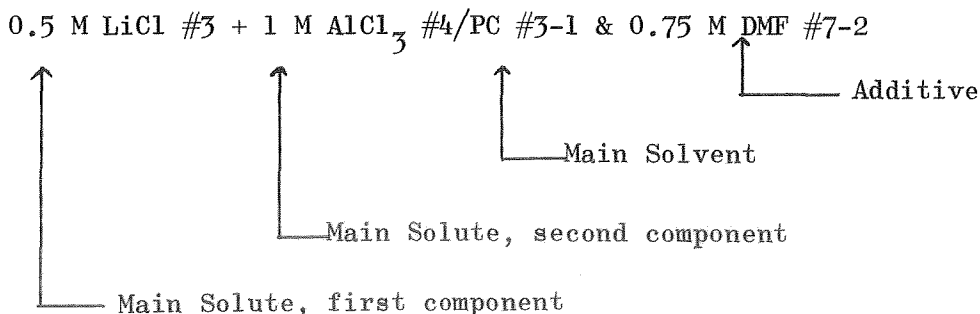 0.5 M LiCl #3 + 1 M AlCl3 #4/PC #3-1 & 0.75 M DMF #7-2
Additive
Main Solvent
Main Solute, second component
Main Solute, first component